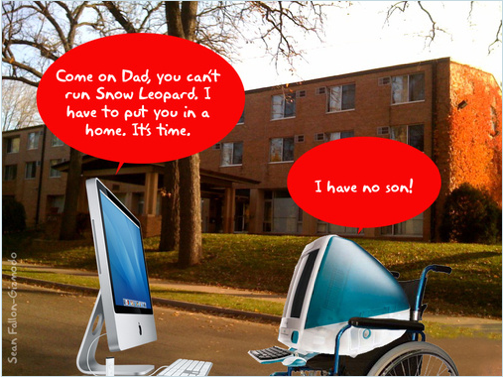 Come on Dad, you can't
run Snow Leopard. I
have to put you in a
home. It's time.
I have no son!
Sean Fallon-Gizmodo